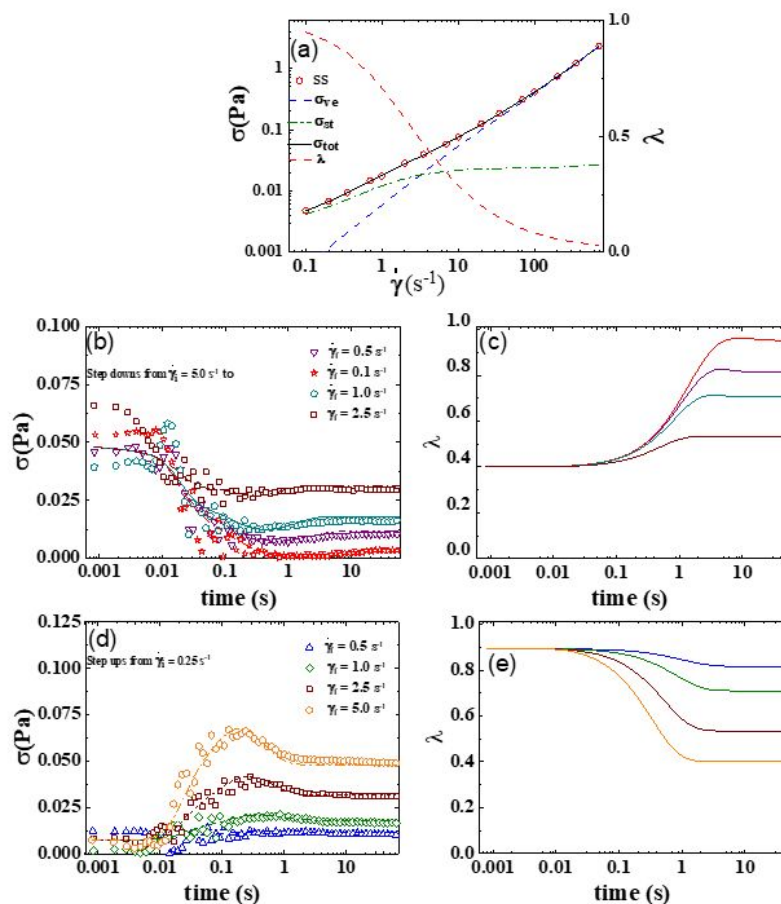 (a)
SS
σve
σst
σtot
λ
σ(Pa)
1
0.1
0.01
0.001
1.0
0.5
0.0
λ
0.1 1 10 100
γ̇(s⁻¹)
(b)
Step downs from γ̇i = 5.0 s⁻¹ to
γ̇f = 0.5 s⁻¹
γ̇f = 0.1 s⁻¹
γ̇f = 1.0 s⁻¹
γf = 2.5 s⁻¹
σ(Pa)
0.100
0.075
0.050
0.025
0.000
0.001 0.01 0.1 1 10
time (s)
(c)
λ
1.0
0.8
0.6
0.4
0.2
0.0
0.001 0.01 0.1 1 10
time (s)
(d)
Step ups from γ̇i = 0.25 s⁻¹
γ̇f = 0.5 s⁻¹
γ̇f = 1.0 s⁻¹
γf = 2.5 s⁻¹
γ̇f = 5.0 s⁻¹
σ(Pa)
0.125
0.100
0.075
0.050
0.025
0.000
0.001 0.01 0.1 1 10
time (s)
(e)
λ
1.0
0.8
0.6
0.4
0.2
0.0
0.001 0.01 0.1 1 10
time (s)